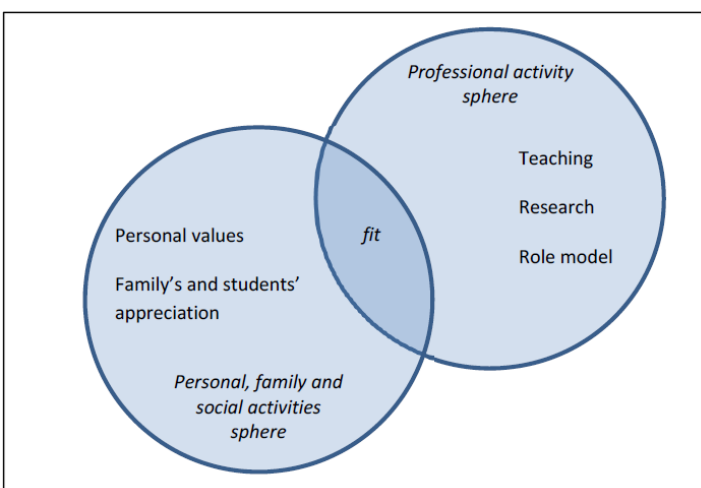 Professional activity
sphere
Teaching
Research
Role model
fit
Personal values
Family’s and students’
appreciation
Personal, family and
social activities
sphere